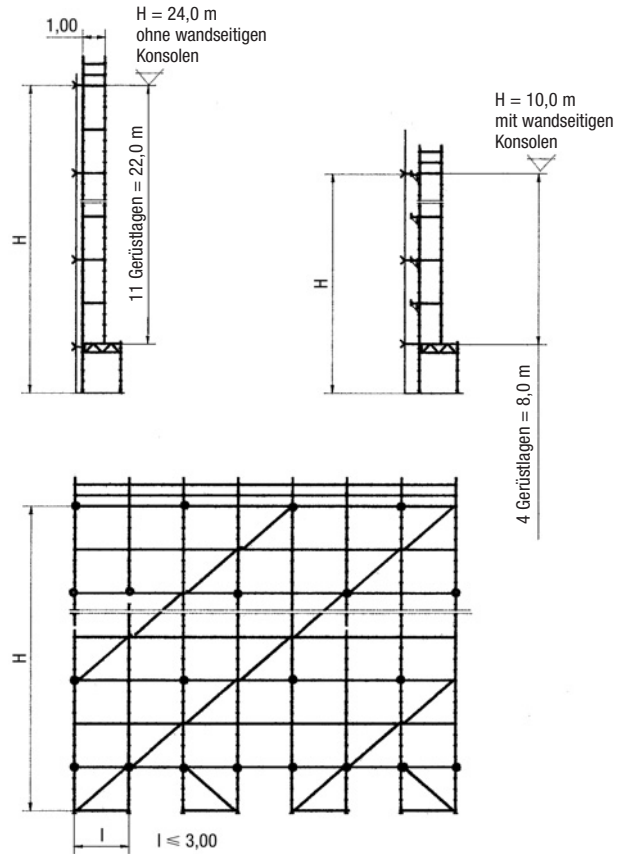 1,00
H = 24,0 m
ohne wandseitigen
Konsolen
H
11 Gerüstlagen = 22,0 m
H = 10,0 m
mit wandseitigen
Konsolen
H
4 Gerüstlagen = 8,0 m
H
l
l ≤ 3,00